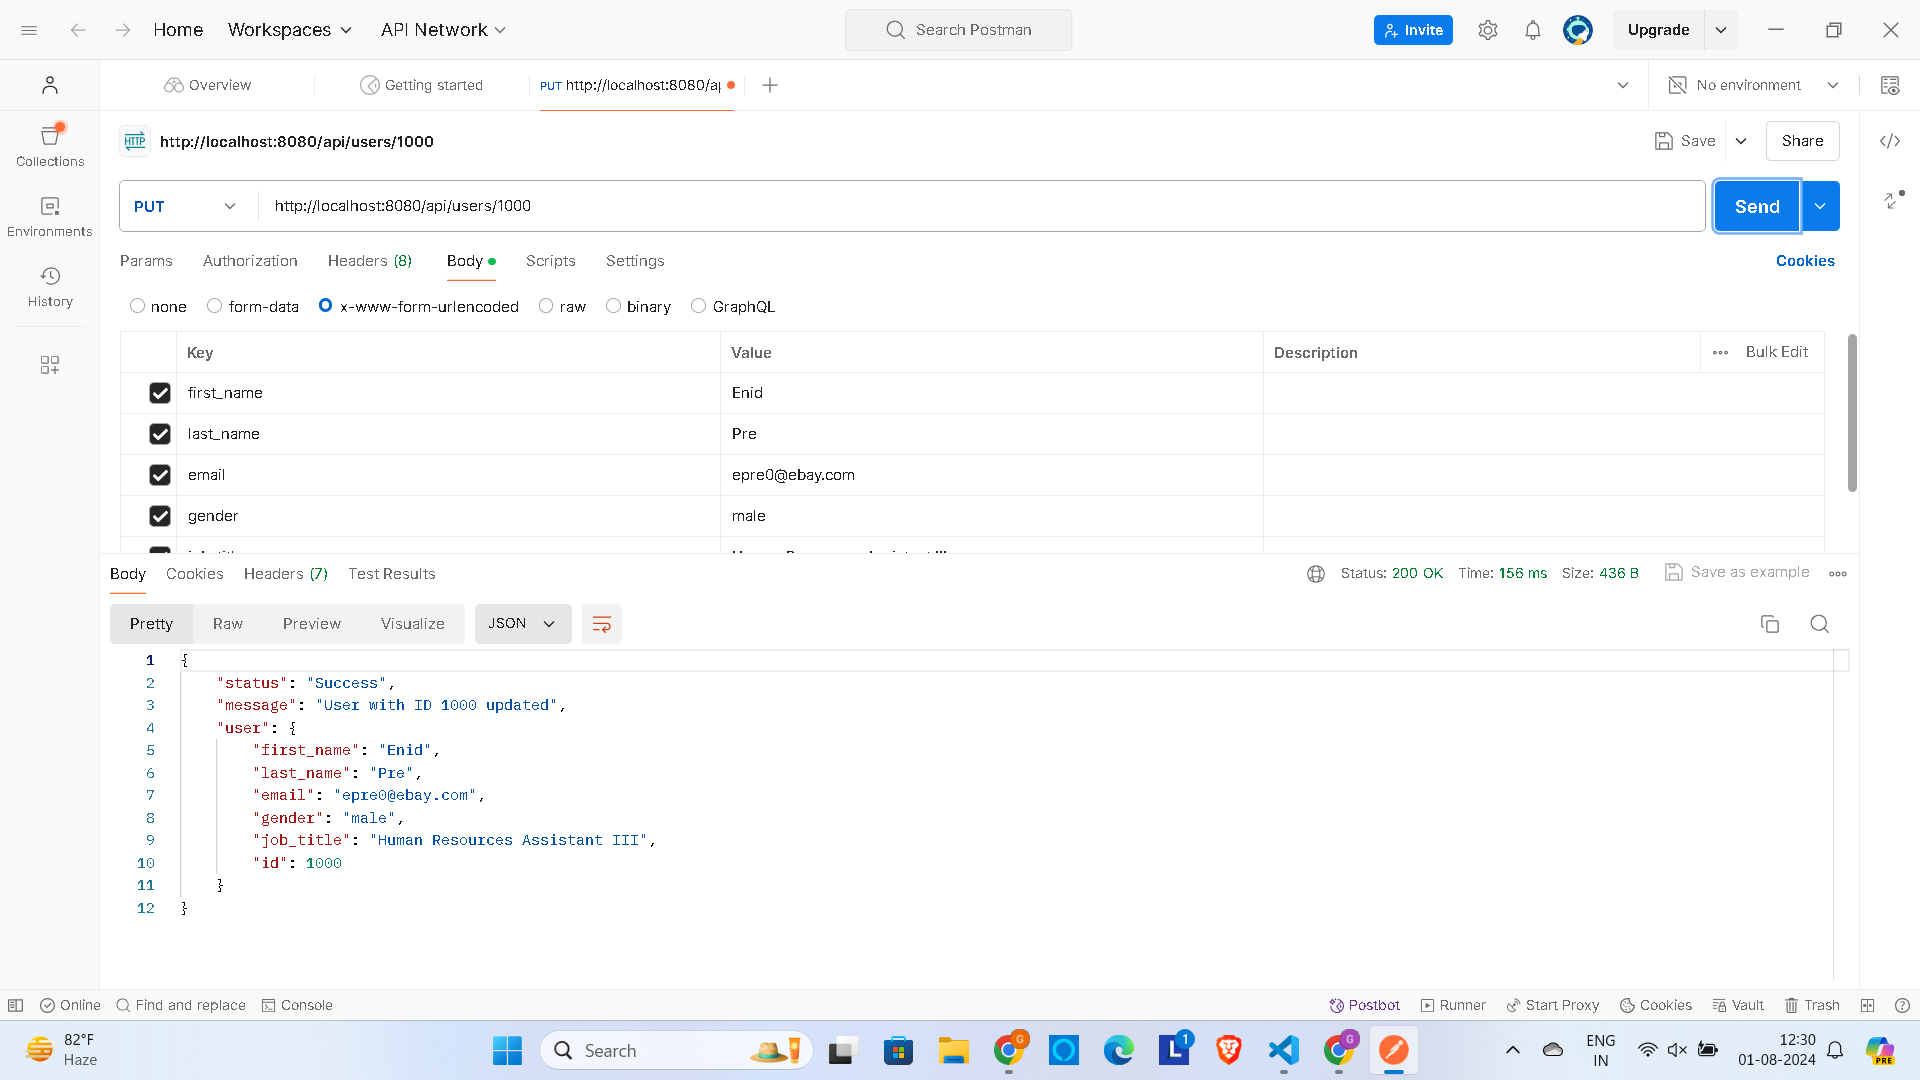 Home Workspaces API Network Search Postman Invite Upgrade
Overview Getting started PUT http://localhost:8080/ap No environment
HTTP http://localhost:8080/api/users/1000 Save Share
Collections
PUT http://localhost:8080/api/users/1000 Send
Environments
Params Authorization Headers (8) Body Scripts Settings Cookies
History
none form-data x-www-form-urlencoded raw binary GraphQL
Key Value Description Bulk Edit
first_name Enid
last_name Pre
email epre0@ebay.com
gender male
Body Cookies Headers (7) Test Results Status: 200 OK Time: 156 ms Size: 436 B Save as example
Pretty Raw Preview Visualize JSON
1 {
2 "status": "Success",
3 "message": "User with ID 1000 updated",
4 "user": {
5 "first_name": "Enid",
6 "last_name": "Pre",
7 "email": "epre0@ebay.com",
8 "gender": "male",
9 "job_title": "Human Resources Assistant III",
10 "id": 1000
11 }
12 }
Online Find and replace Console Postbot Runner Start Proxy Cookies Vault Trash
82°F
Haze
Search
G
L 1
G
ENG
IN
12:30
01-08-2024
PRE